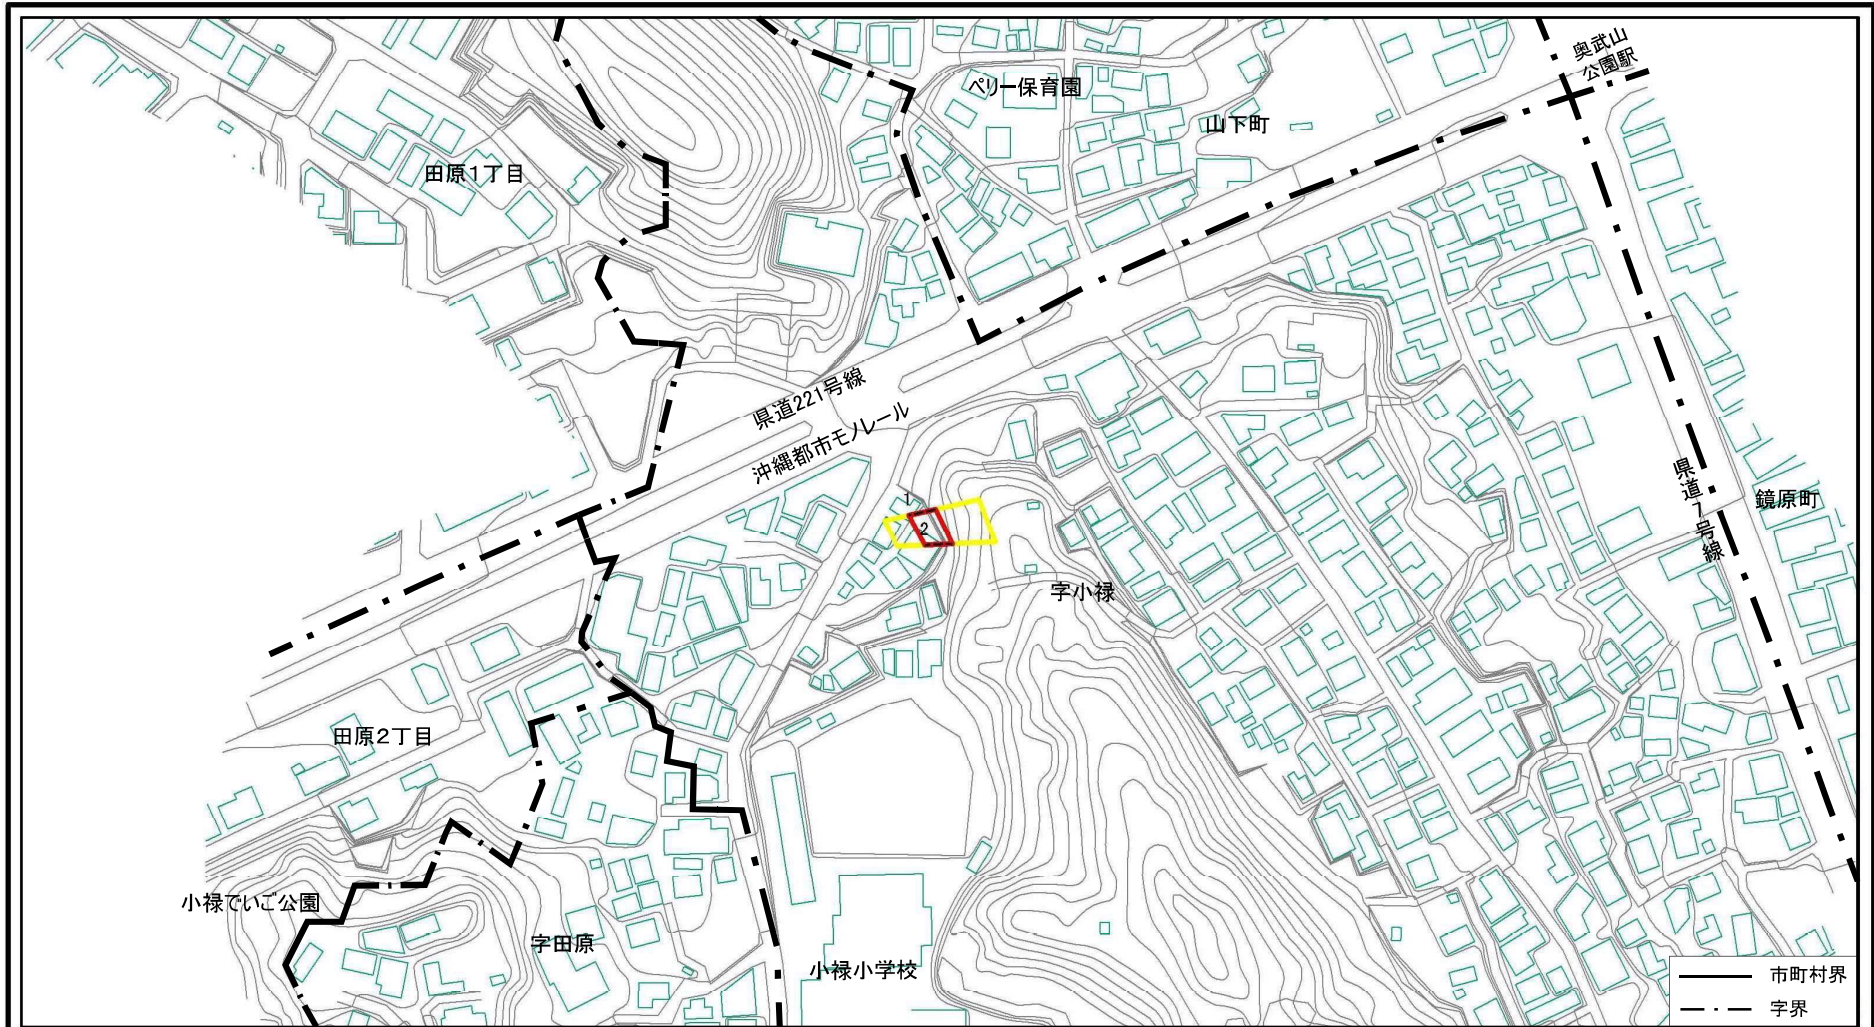 奥武山
公園駅
ペリー保育園
山下町
田原1丁目
県道221号線
沖縄都市モノレール
県道7号線
鏡原町
1
2
字小禄
田原2丁目
小禄でいご公園
字田原
小禄小学校
市町村界
字界